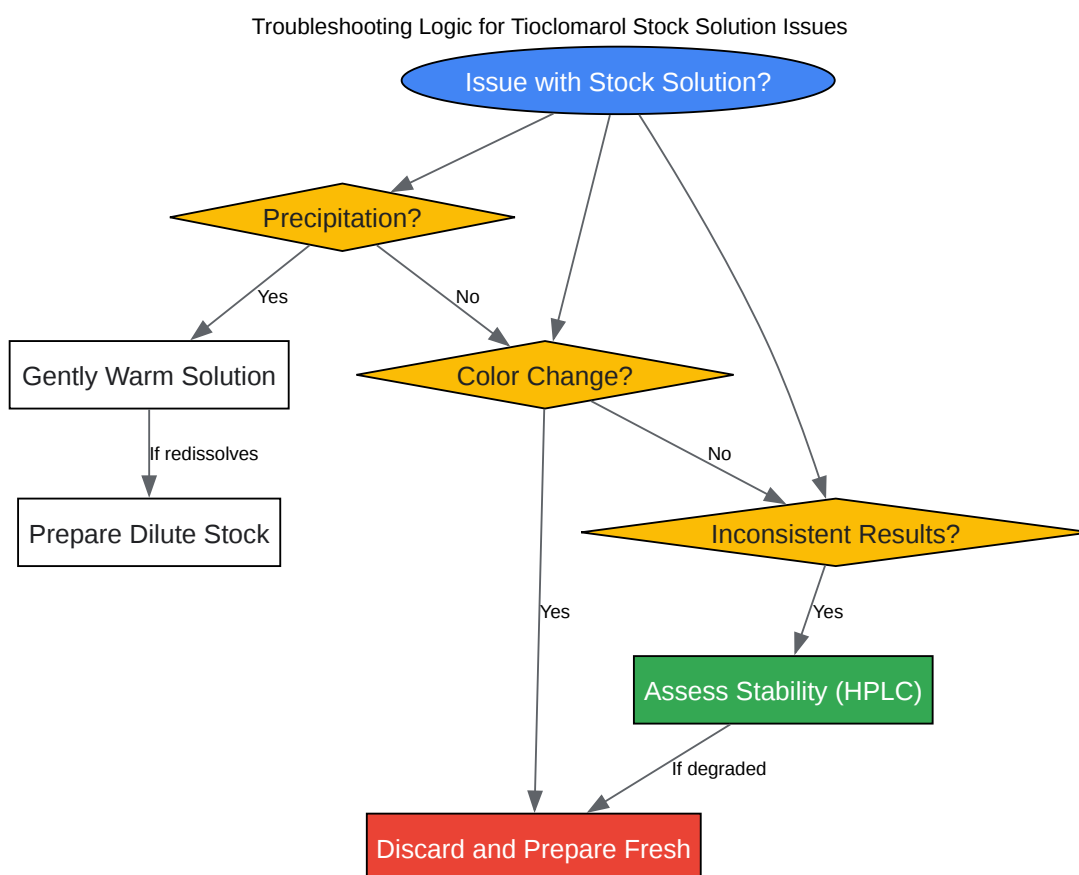 Troubleshooting Logic for Tioclomarol Stock Solution Issues
Issue with Stock Solution?
Precipitation?
Yes
No
Gently Warm Solution
Color Change?
If redissolves
No
Prepare Dilute Stock
Inconsistent Results?
Yes
Yes
Assess Stability (HPLC)
If degraded
Discard and Prepare Fresh